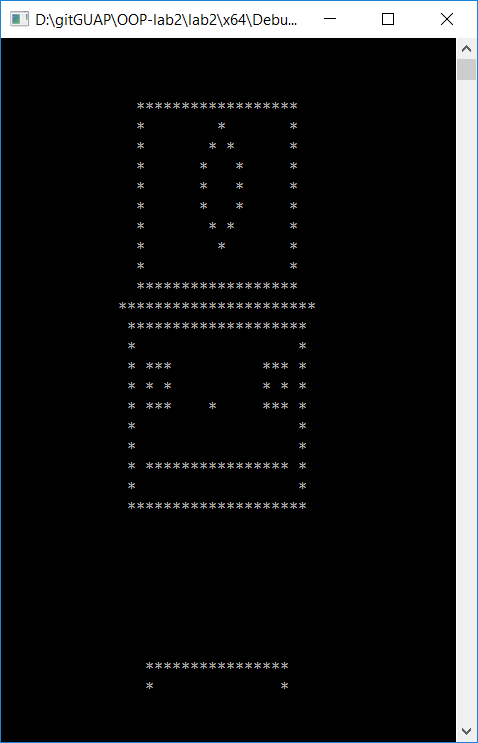 D:\gitGUAP\OOP-lab2\lab2\x64\Debu...
  ******************
  *        *       *
  *       * *      *
  *      *   *     *
  *      *   *     *
  *      *   *     *
  *       * *      *
  *        *       *
  *                *
  ******************
**********************
 ********************
 *                  *
 * ***          *** *
 * * *          * * *
 * ***    *     *** *
 *                  *
 *                  *
 * **************** *
 *                  *
 ********************
   ****************
   *              *